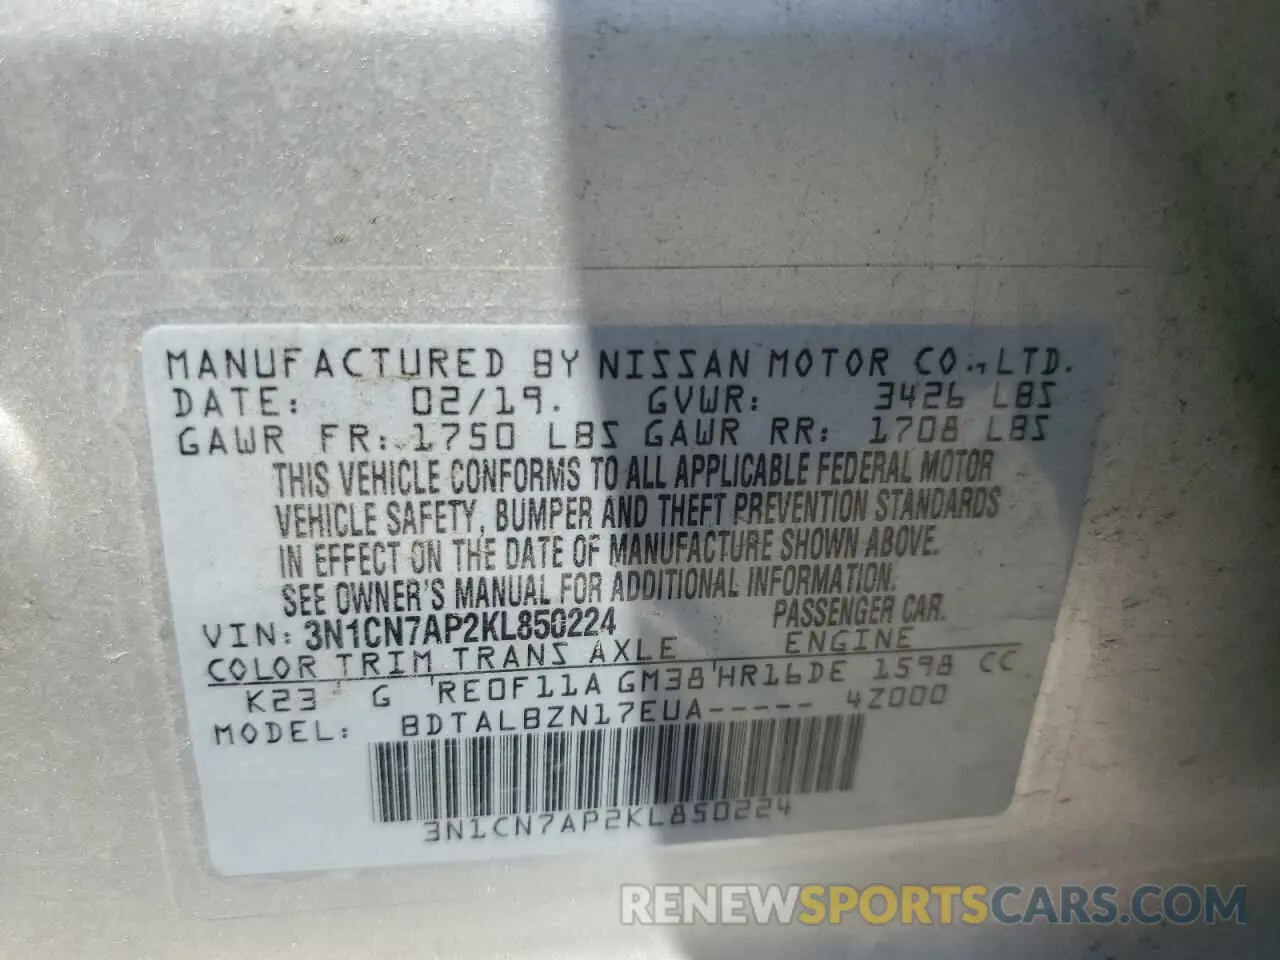 MANUFACTURED BY NISSAN MOTOR CO., LTD.
DATE: 02/19. GVWR: 3426 LBS
GAWR FR: 1750 LBS GAWR RR: 1708 LBS
THIS VEHICLE CONFORMS TO ALL APPLICABLE FEDERAL MOTOR
VEHICLE SAFETY, BUMPER AND THEFT PREVENTION STANDARDS
IN EFFECT ON THE DATE OF MANUFACTURE SHOWN ABOVE.
SEE OWNER'S MANUAL FOR ADDITIONAL INFORMATION.
VIN: 3N1CN7AP2KL850224 PASSENGER CAR.
COLOR TRIM TRANS AXLE ENGINE
K23 G RE0F11A GM38 HR16DE 1598 CC
MODEL: BDTALBZN17EUA----- 4Z000
3N1CN7AP2KL850224
RENEWSPORTSCARS.COM